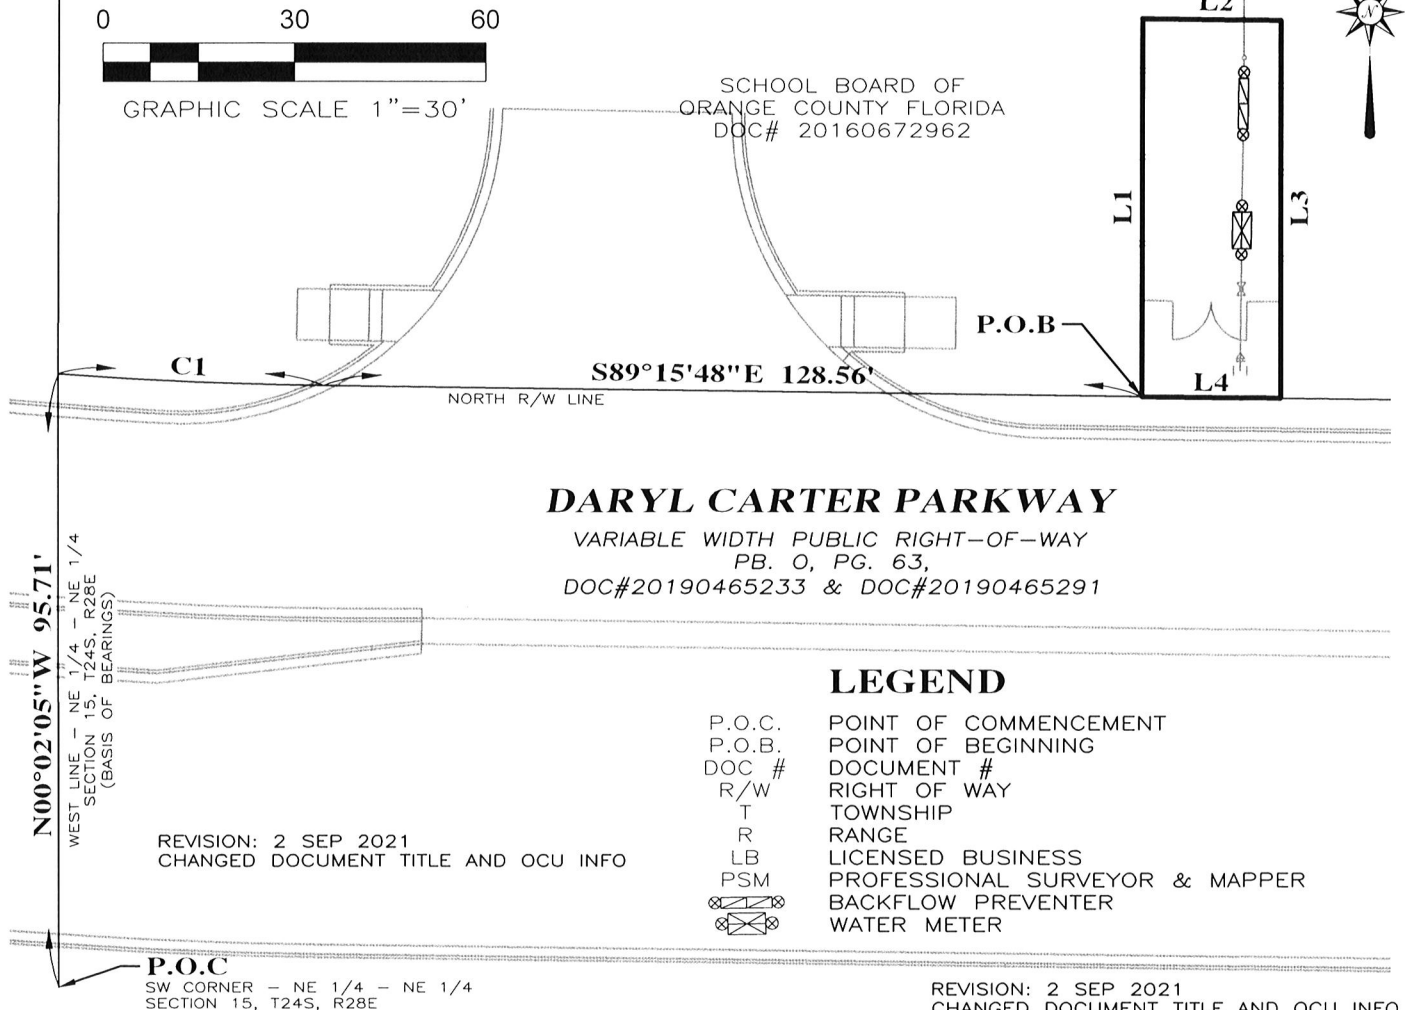 0 30 60
GRAPHIC SCALE 1"=30'
SCHOOL BOARD OF
ORANGE COUNTY FLORIDA
DOC# 20160672962
L2
N
L1
L3
P.O.B
L4
C1
S89°15'48"E 128.56'
NORTH R/W LINE
DARYL CARTER PARKWAY
VARIABLE WIDTH PUBLIC RIGHT-OF-WAY
PB. O, PG. 63,
DOC#20190465233 & DOC#20190465291
N00°02'05"W 95.71'
WEST LINE - NE 1/4 - NE 1/4
SECTION 15, T24S, R28E
(BASIS OF BEARINGS)
LEGEND
P.O.C. POINT OF COMMENCEMENT
P.O.B. POINT OF BEGINNING
DOC # DOCUMENT #
R/W RIGHT OF WAY
T TOWNSHIP
R RANGE
LB LICENSED BUSINESS
PSM PROFESSIONAL SURVEYOR & MAPPER
BACKFLOW PREVENTER
WATER METER
REVISION: 2 SEP 2021
CHANGED DOCUMENT TITLE AND OCU INFO
P.O.C
SW CORNER - NE 1/4 - NE 1/4
SECTION 15, T24S, R28E
REVISION: 2 SEP 2021
CHANGED DOCUMENT TITLE AND OCU INFO